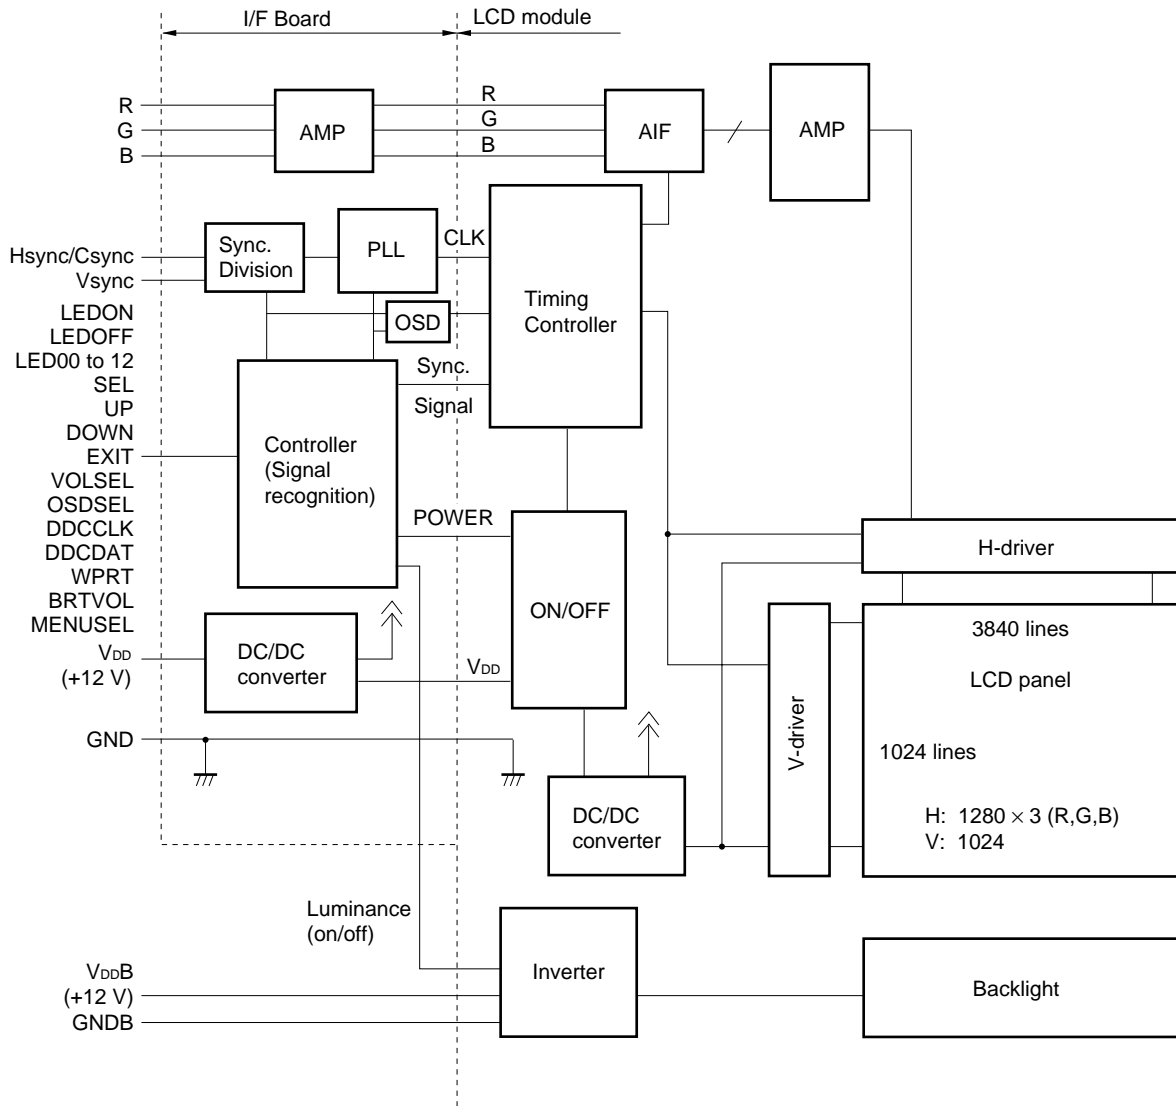 I/F Board
LCD module
R
G
B
AMP
R
G
B
AIF
AMP
Hsync/Csync
Vsync
Sync.
Division
PLL
CLK
OSD
Timing
Controller
LEDON
LEDOFF
LED00 to 12
SEL
UP
DOWN
EXIT
VOLSEL
OSDSEL
DDCCLK
DDCDAT
WPRT
BRTVOL
MENUSEL
Sync.
Signal
Controller
(Signal
recognition)
POWER
ON/OFF
H-driver
VDD
(+12 V)
DC/DC
converter
VDD
GND
DC/DC
converter
V-driver
3840 lines
LCD panel
1024 lines
H: 1280 × 3 (R,G,B)
V: 1024
Luminance
(on/off)
VDDB
(+12 V)
GNDB
Inverter
Backlight